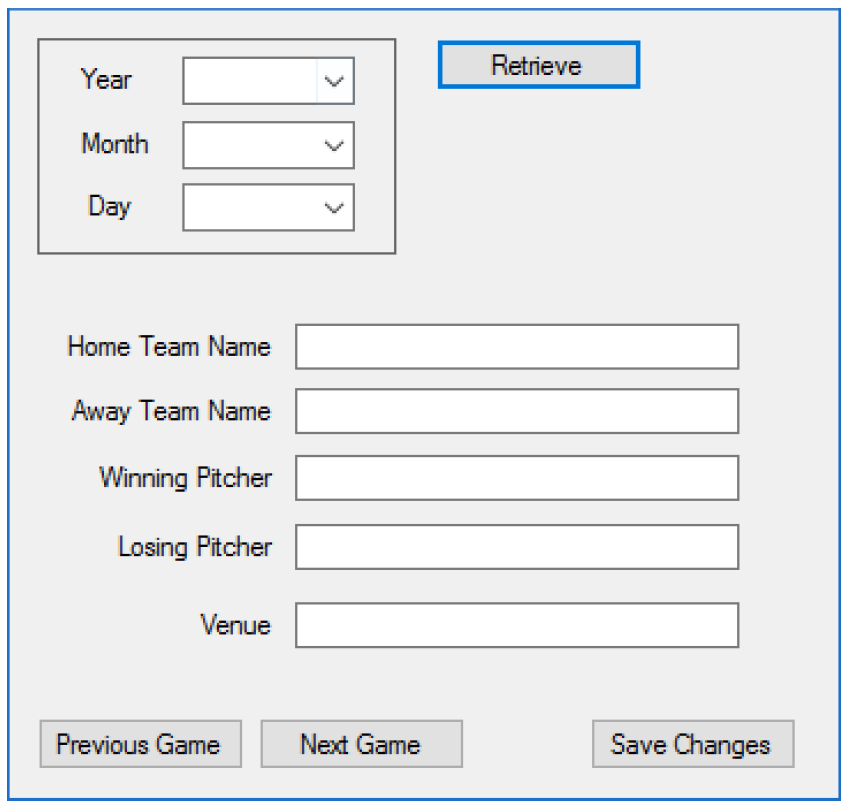 Year
Retrieve
Month
Day
Home Team Name
Away Team Name
Winning Pitcher
Losing Pitcher
Venue
Previous Game
Next Game
Save Changes